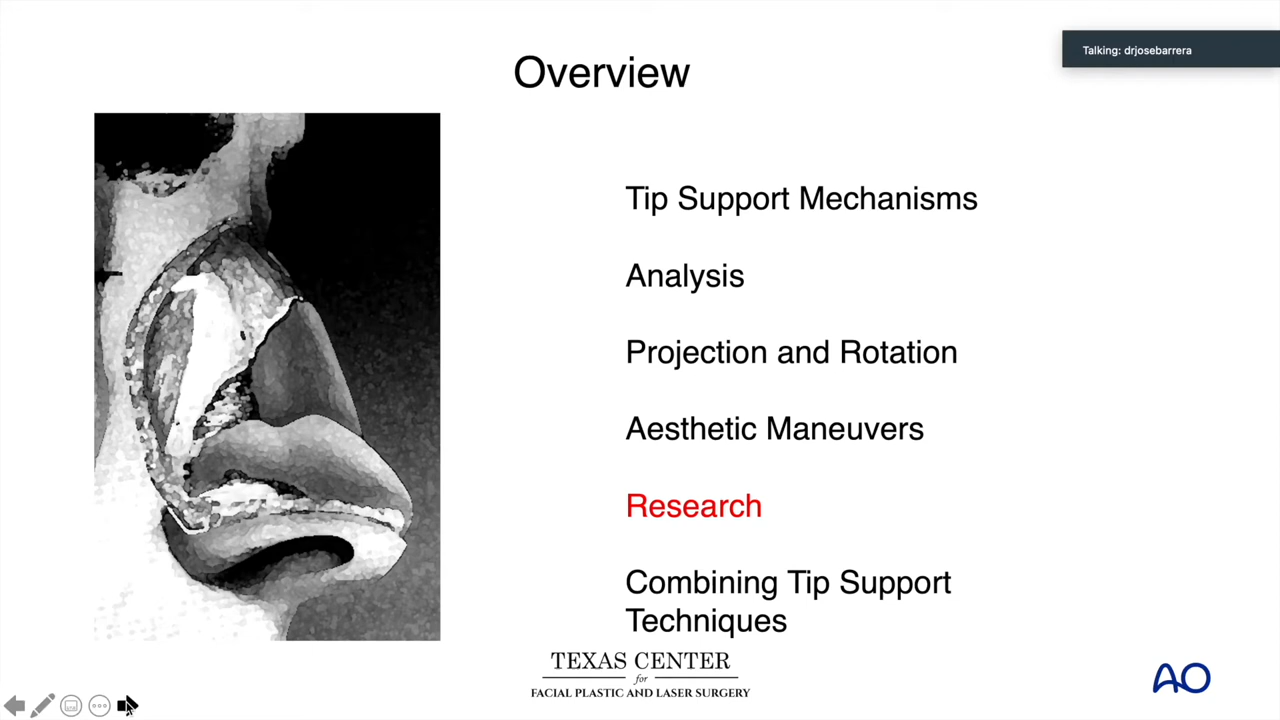 Overview
Talking: drjosebarrera
Tip Support Mechanisms
Analysis
Projection and Rotation
Aesthetic Maneuvers
Research
Combining Tip Support
Techniques
TEXAS CENTER
for
FACIAL PLASTIC AND LASER SURGERY
AO